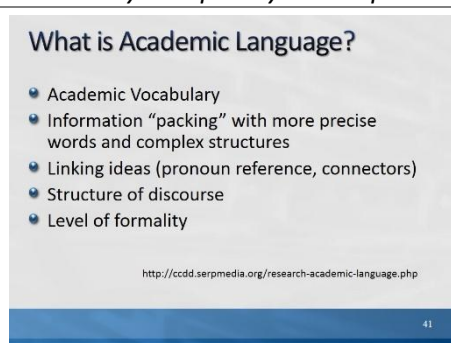 What is Academic Language?
Academic Vocabulary
Information “packing” with more precise
words and complex structures
Linking ideas (pronoun reference, connectors)
Structure of discourse
Level of formality
http://ccdd.serpmedia.org/research-academic-language.php
41